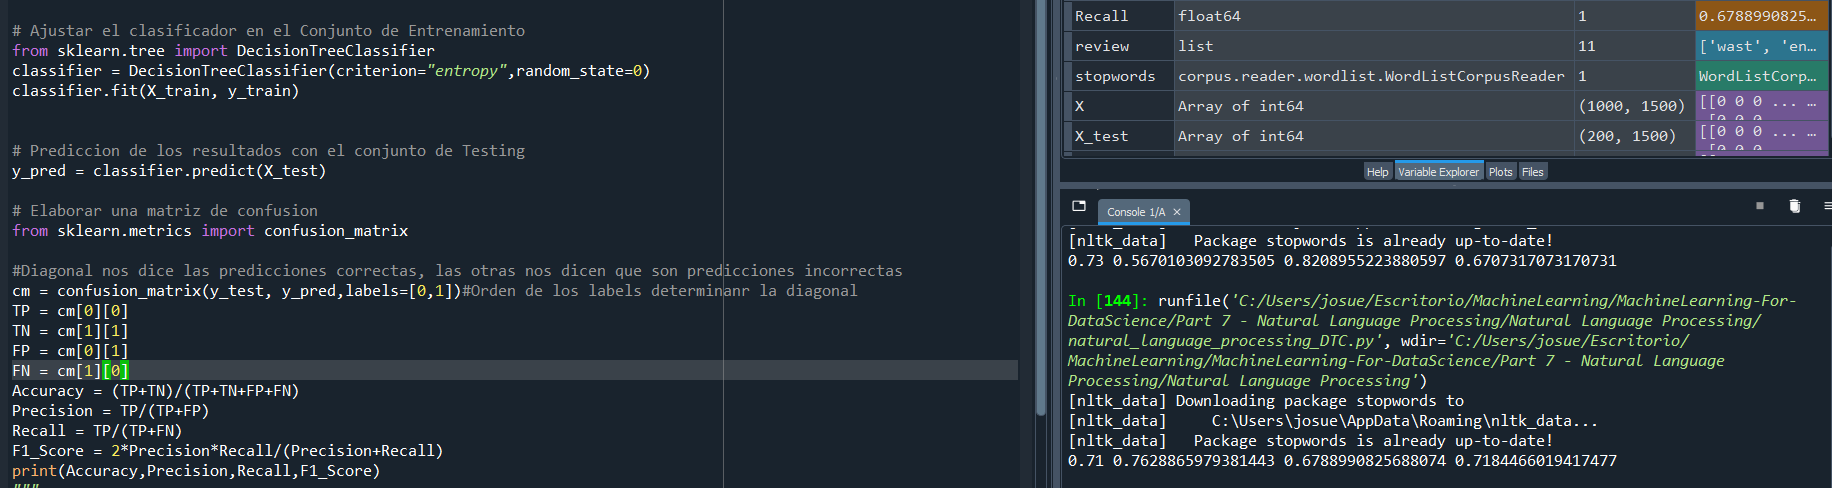 # Ajustar el clasificador en el Conjunto de Entrenamiento
from sklearn.tree import DecisionTreeClassifier
classifier = DecisionTreeClassifier(criterion="entropy",random_state=0)
classifier.fit(X_train, y_train)
# Prediccion de los resultados con el conjunto de Testing
y_pred = classifier.predict(X_test)
# Elaborar una matriz de confusion
from sklearn.metrics import confusion_matrix
#Diagonal nos dice las predicciones correctas, las otras nos dicen que son predicciones incorrectas
cm = confusion_matrix(y_test, y_pred,labels=[0,1])#Orden de los labels determinanr la diagonal
TP = cm[0][0]
TN = cm[1][1]
FP = cm[0][1]
FN = cm[1][0]
Accuracy = (TP+TN)/(TP+TN+FP+FN)
Precision = TP/(TP+FP)
Recall = TP/(TP+FN)
F1_Score = 2*Precision*Recall/(Precision+Recall)
print(Accuracy,Precision,Recall,F1_Score)
"""
Recall float64 1 0.6788990825…
review list 11 ['wast', 'en…
stopwords corpus.reader.wordlist.WordListCorpusReader 1 WordListCorp…
X Array of int64 (1000, 1500) [[0 0 0 ... …
[0 0 0
X_test Array of int64 (200, 1500) [[0 0 0 ... …
[0 0 0
Help Variable Explorer Plots Files
Console 1/A
[nltk_data]   Package stopwords is already up-to-date!
0.73 0.5670103092783505 0.8208955223880597 0.6707317073170731
In [144]: runfile('C:/Users/josue/Escritorio/MachineLearning/MachineLearning-For-
DataScience/Part 7 - Natural Language Processing/Natural Language Processing/
natural_language_processing_DTC.py', wdir='C:/Users/josue/Escritorio/
MachineLearning/MachineLearning-For-DataScience/Part 7 - Natural Language
Processing/Natural Language Processing')
[nltk_data] Downloading package stopwords to
[nltk_data]     C:\Users\josue\AppData\Roaming\nltk_data...
[nltk_data]   Package stopwords is already up-to-date!
0.71 0.7628865979381443 0.6788990825688074 0.7184466019417477